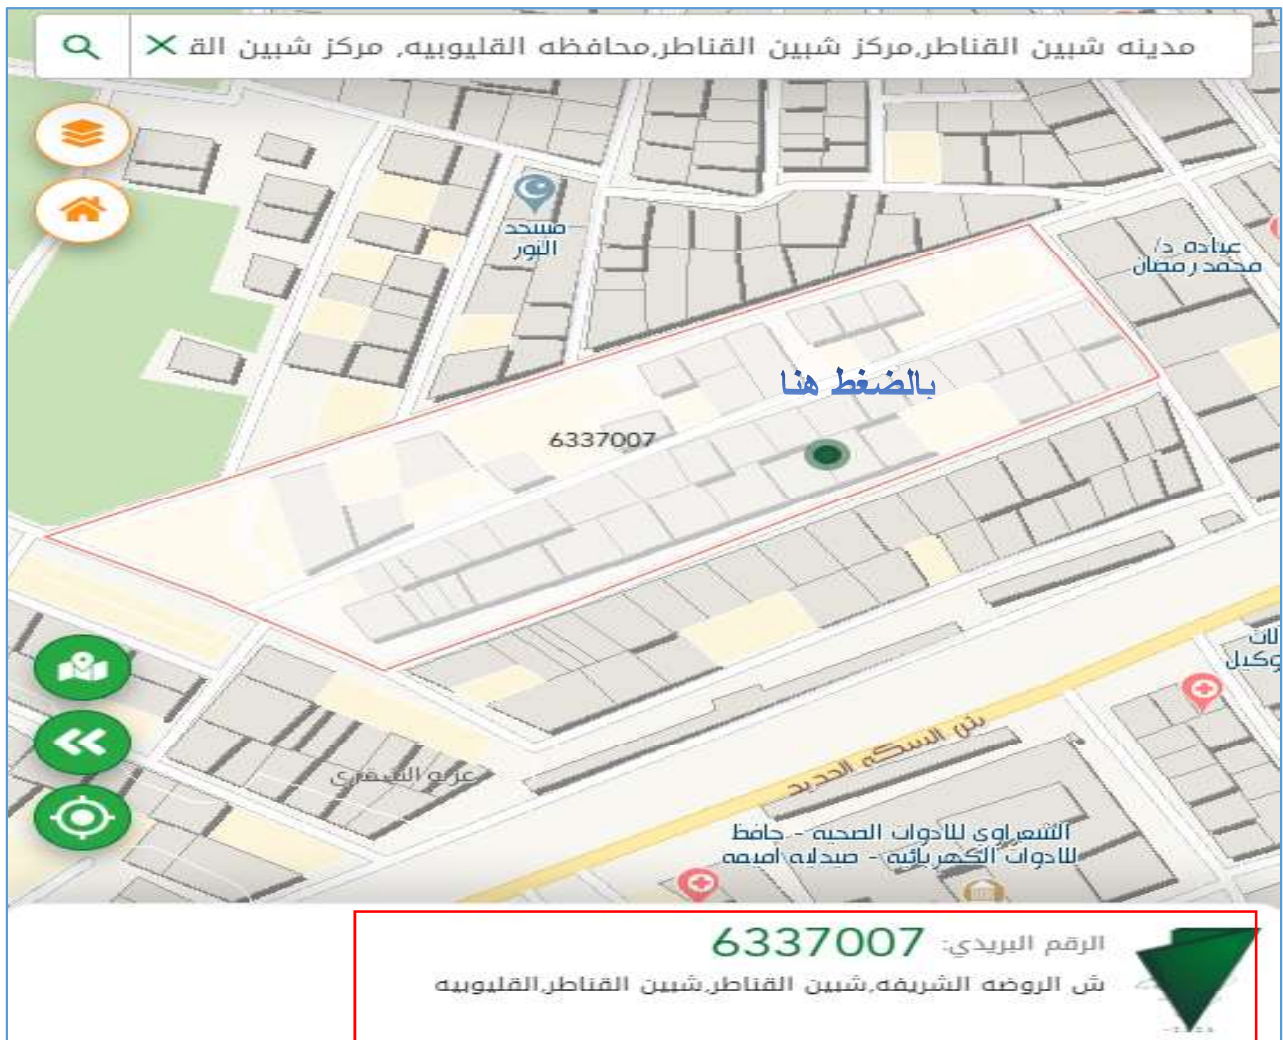 مدينه شبين القناطر,مركز شبين القناطر,محافظه القليوبيه, مركز شبين الق
مسجد
النور
عياده د/
محمد رمضان
بالضغط هنا
6337007
وكيل
ش السكه الحديد
الشعراوى للادوات الصحيه - حافظ
للادوات الكهربائيه - صيدليه اميمه
الرقم البريدي: 6337007
ش الروضه الشريفه,شبين القناطر,شبين القناطر,القليوبيه